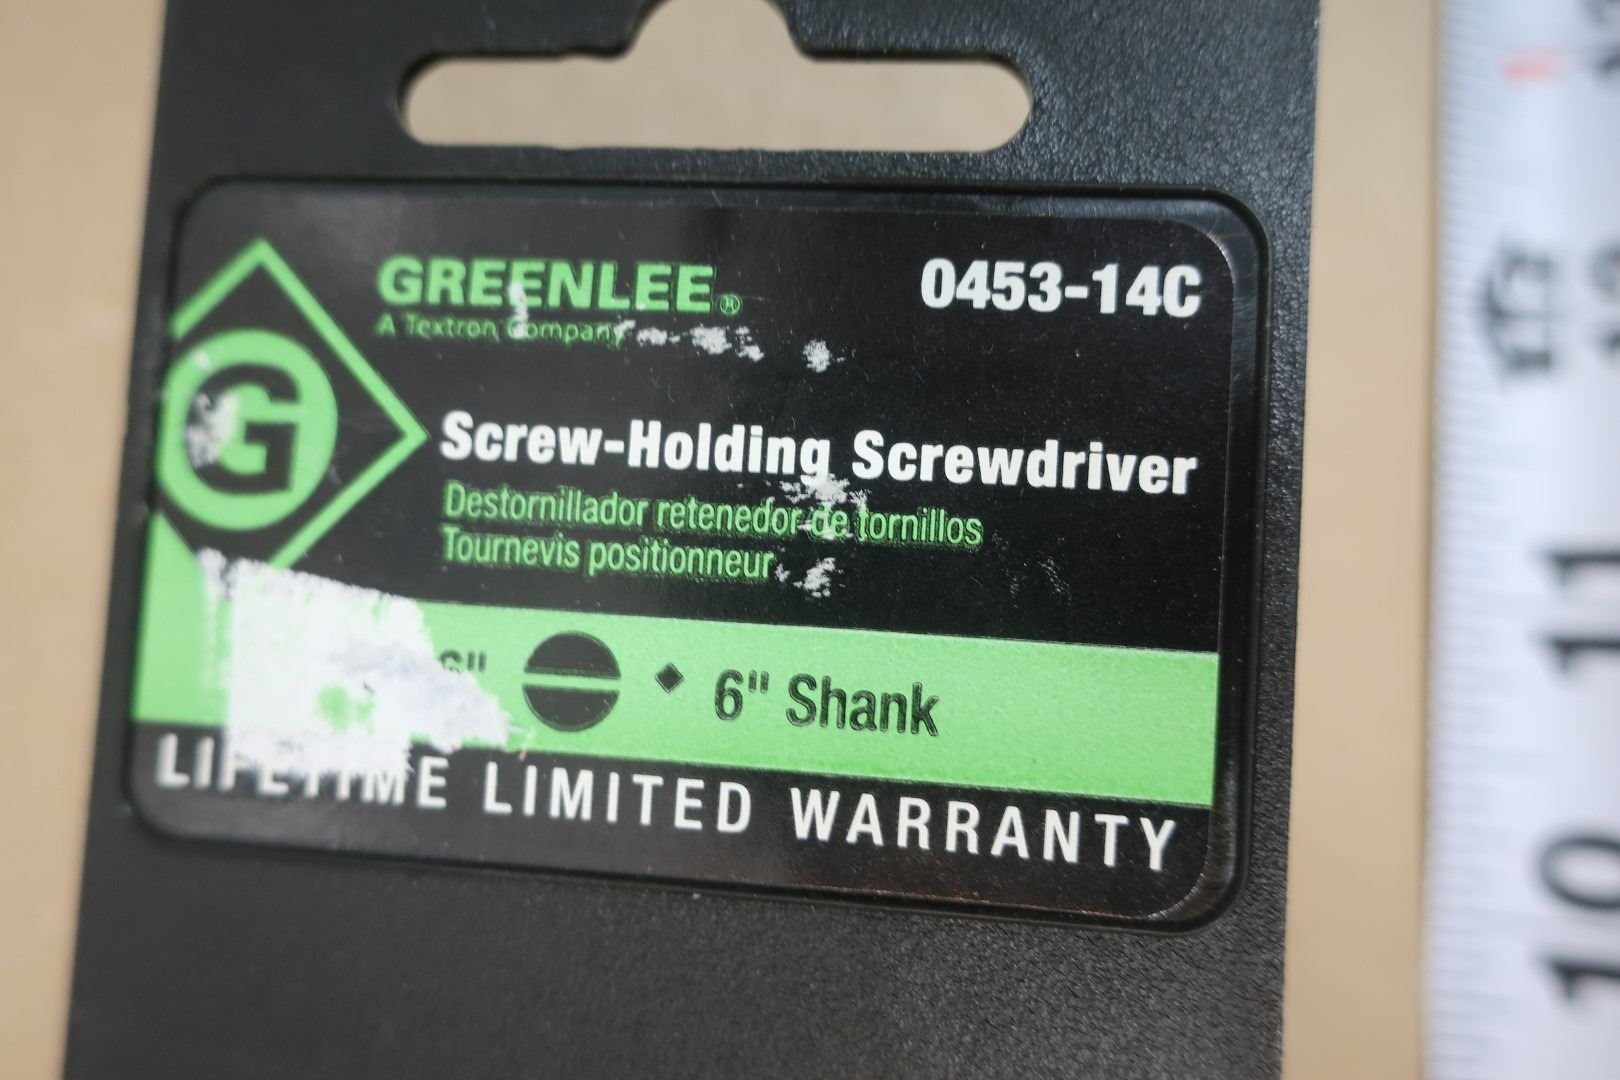 GREENLEE®
0453-14C
A Textron Company
G
Screw-Holding Screwdriver
Destornillador retenedor de tornillos
Tournevis positionneur
6" 6" Shank
LIFETIME LIMITED WARRANTY
11
10